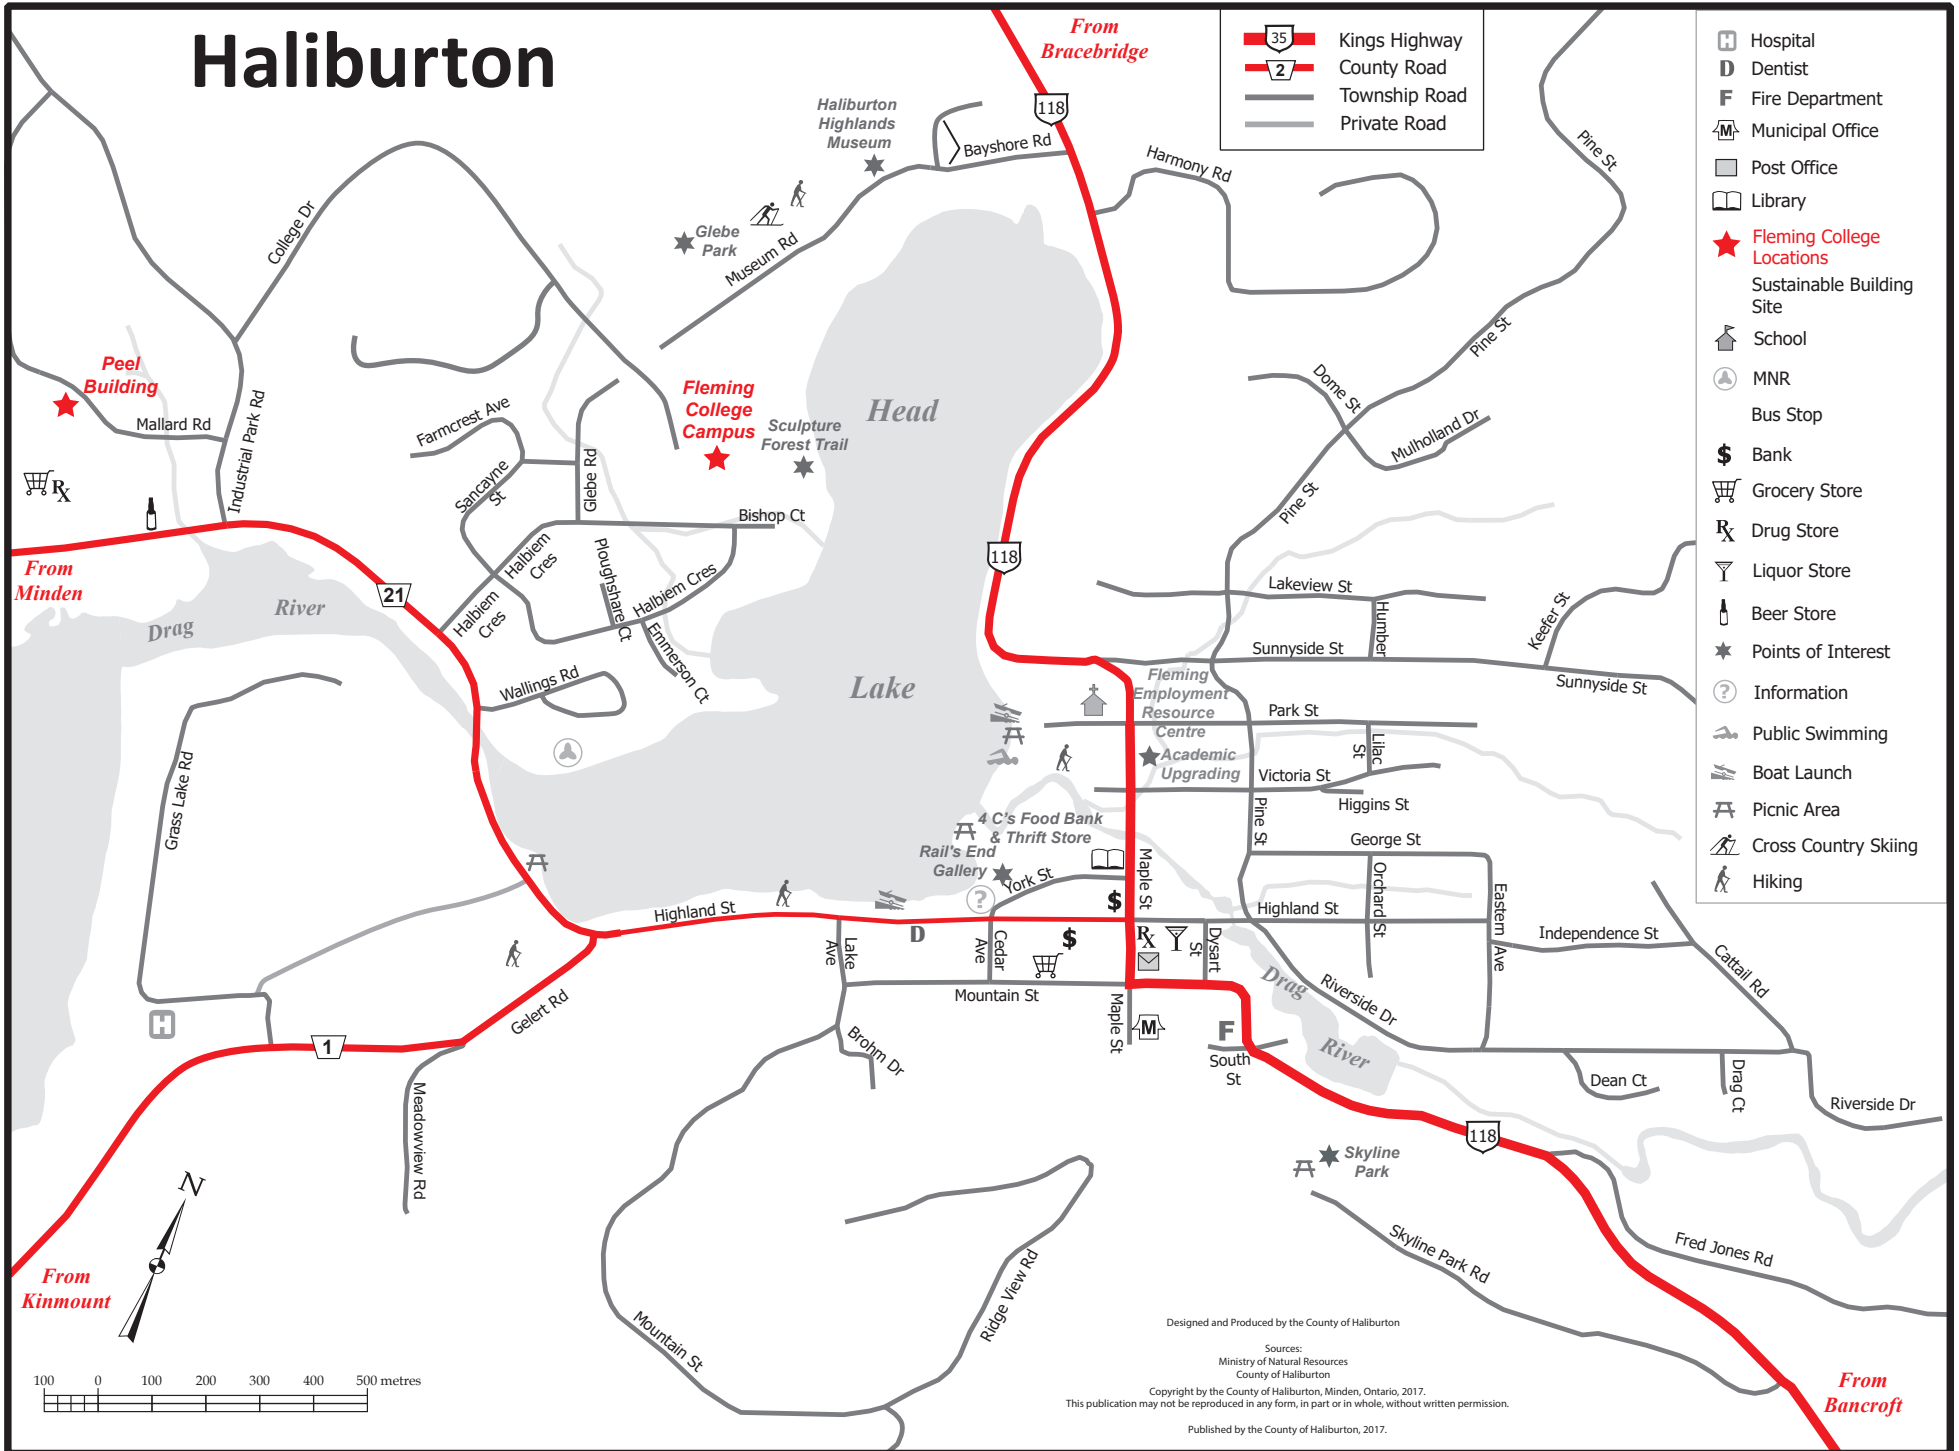 Haliburton
From
Bracebridge
118
35
Kings Highway
2
County Road
Township Road
Private Road
Hospital
D
Dentist
F
Fire Department
M
Municipal Office
Post Office
Library
Fleming College
Locations
Sustainable Building
Site
School
MNR
Bus Stop
$
Bank
Grocery Store
Rx
Drug Store
Liquor Store
Beer Store
Points of Interest
?
Information
Public Swimming
Boat Launch
Picnic Area
Cross Country Skiing
Hiking
H
Haliburton
Highlands
Museum
Bayshore Rd
Harmony Rd
Pine St
College Dr
Glebe
Park
Museum Rd
Pine St
Peel
Building
Mallard Rd
Industrial Park Rd
Farmcrest Ave
Sancayne
St
Glebe Rd
Fleming
College
Campus
Sculpture
Forest Trail
Head
Dome St
Mulholland Dr
Rx
Bishop Ct
Pine St
From
Minden
21
Halbiem
Cres
Ploughshare Ct
Halbiem Cres
Halbiem
Cres
Emmerson Ct
118
Lakeview St
Humber
Keefer St
Drag
River
Sunnyside St
Sunnyside St
Wallings Rd
Lake
Fleming
Employment
Resource
Centre
Academic
Upgrading
Park St
Lilac
St
Victoria St
Higgins St
Grass Lake Rd
4 C's Food Bank
& Thrift Store
Rail's End
Gallery
York St
?
Maple St
Pine St
George St
Orchard St
Eastern
Ave
$
Highland St
Highland St
Independence St
D
Lake
Ave
Cedar
Ave
$
Rx
Dysart
St
Cattail Rd
Mountain St
Maple St
M
F
South
St
Drag
River
Riverside Dr
Gelert Rd
H
1
Brohm Dr
Dean Ct
Drag Ct
Riverside Dr
Meadowview Rd
118
Skyline
Park
Skyline Park Rd
Fred Jones Rd
N
From
Kinmount
Mountain St
Ridge View Rd
100
0
100
200
300
400
500 metres
Designed and Produced by the County of Haliburton
Sources:
Ministry of Natural Resources
County of Haliburton
Copyright by the County of Haliburton, Minden, Ontario, 2017.
This publication may not be reproduced in any form, in part or in whole, without written permission.
Published by the County of Haliburton, 2017.
From
Bancroft